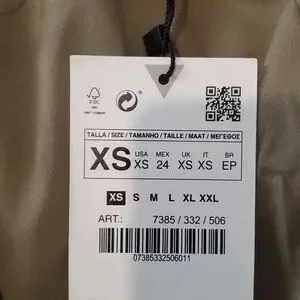 FSC
TALLA / SIZE / TAMANHO / TAILLE / MAAT / ΜΕΓΕΘΟΣ
XS
USA MEX UK IT BR
XS 24 XS XS EP
XS S M L XL XXL
ART.: 7385 / 332 / 506
07385332506011